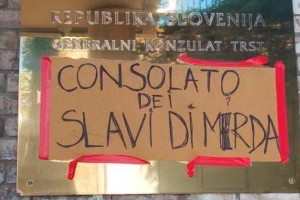 REPUBLIKA SLOVENIJA
GENERALNI KONZULAT TRST
CONSOLATO
DEI ?
SLAVI DI MERDA